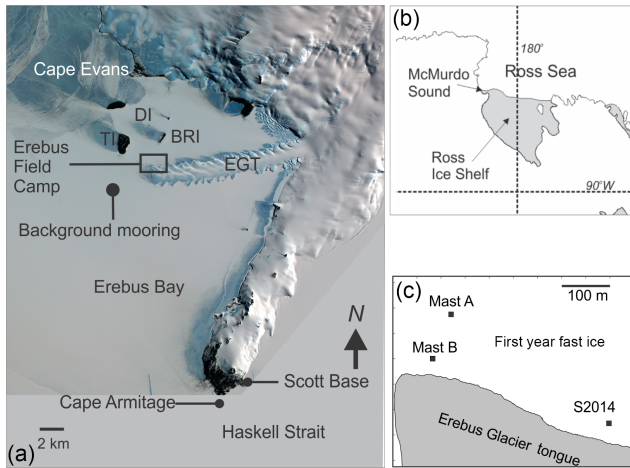 Cape Evans
DI
BRI
TI
EGT
Erebus
Field
Camp
Background mooring
Erebus Bay
N
Scott Base
Cape Armitage
2 km
Haskell Strait
(a)
(b)
180°
McMurdo
Sound
Ross Sea
Ross
Ice Shelf
90°W
(c)
100 m
Mast A
First year fast ice
Mast B
S2014
Erebus Glacier tongue